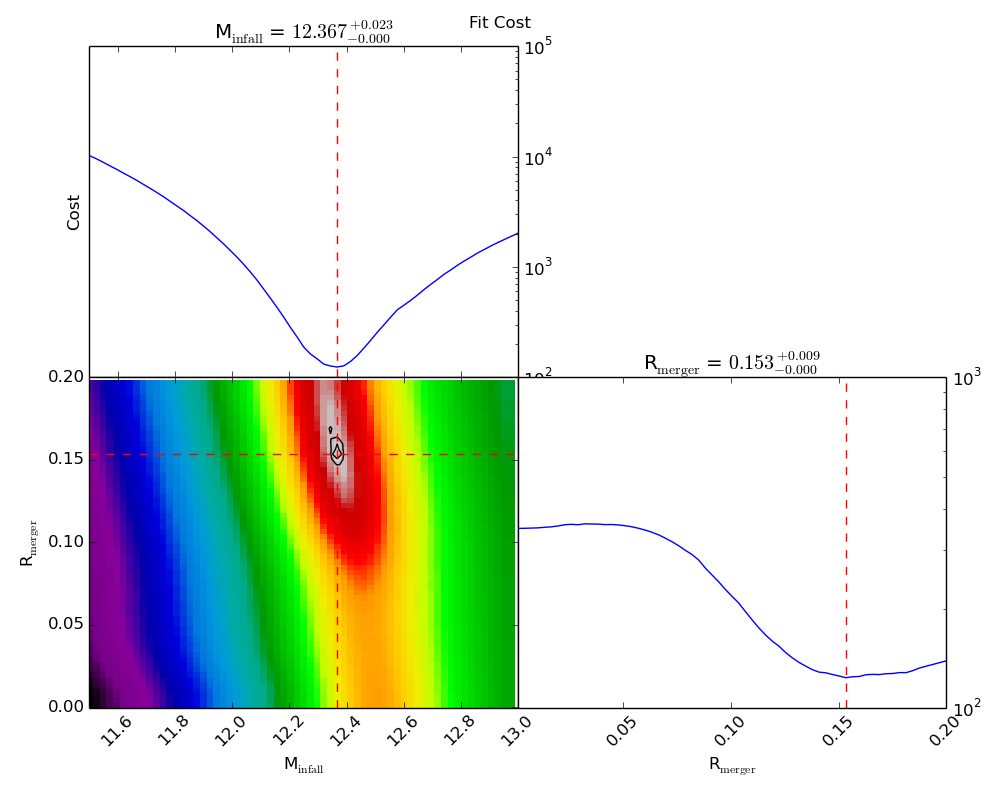 Fit Cost
M_infall = 12.367 +0.023 -0.000
10^5
10^4
10^3
10^2
Cost
R_merger = 0.153 +0.009 -0.000
0.20
0.15
0.10
0.05
0.00
R_merger
11.6 11.8 12.0 12.2 12.4 12.6 12.8 13.0
M_infall
10^3
10^2
0.05 0.10 0.15 0.20
R_merger